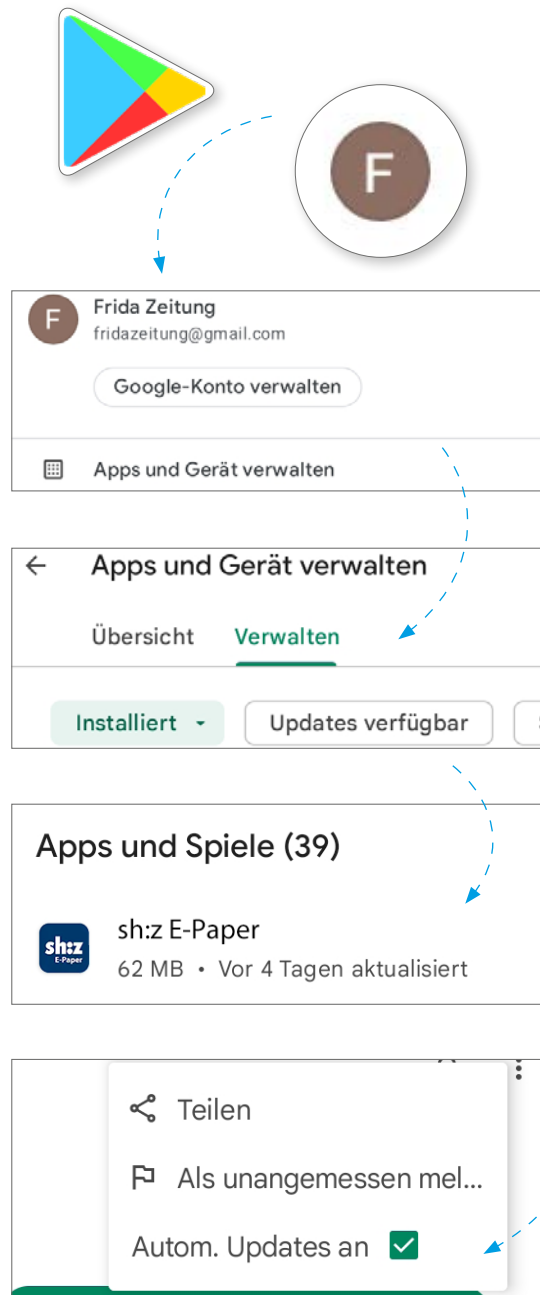 F
F
Frida Zeitung
fridazeitung@gmail.com
Google-Konto verwalten
Apps und Gerät verwalten
Apps und Gerät verwalten
Übersicht Verwalten
Installiert Updates verfügbar
Apps und Spiele (39)
sh:z E-Paper
sh:z
E-Paper
62 MB • Vor 4 Tagen aktualisiert
Teilen
Als unangemessen mel...
Autom. Updates an